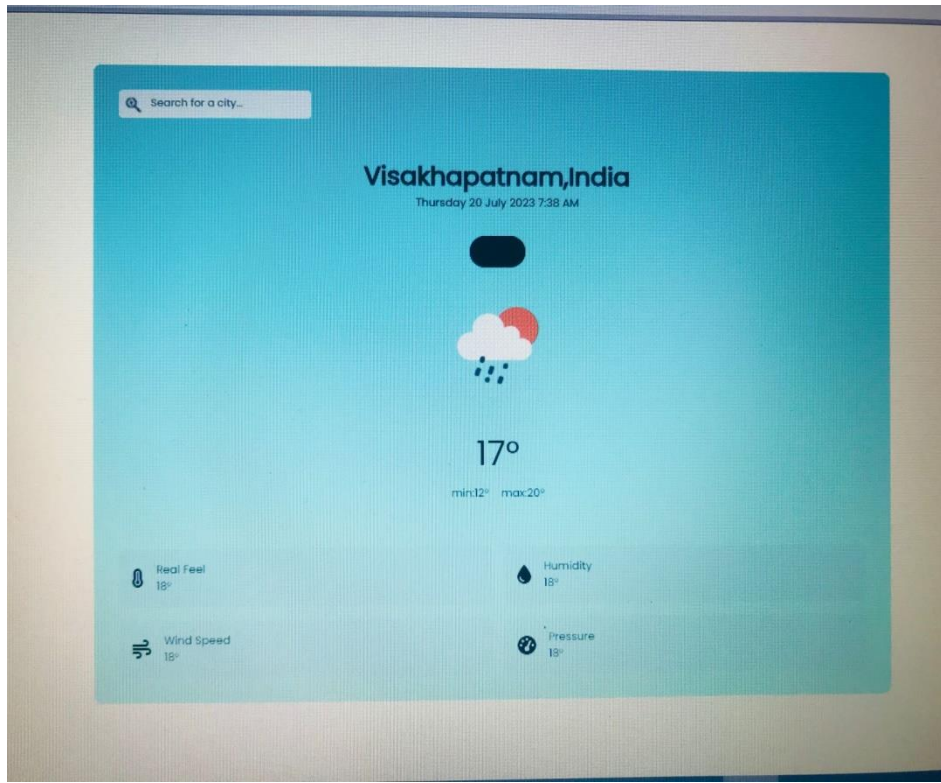 Search for a city...
Visakhapatnam,India
Thursday 20 July 2023 7:38 AM
17°
min:12° max:20°
Real Feel
18°
Humidity
18°
Wind Speed
18°
Pressure
18°